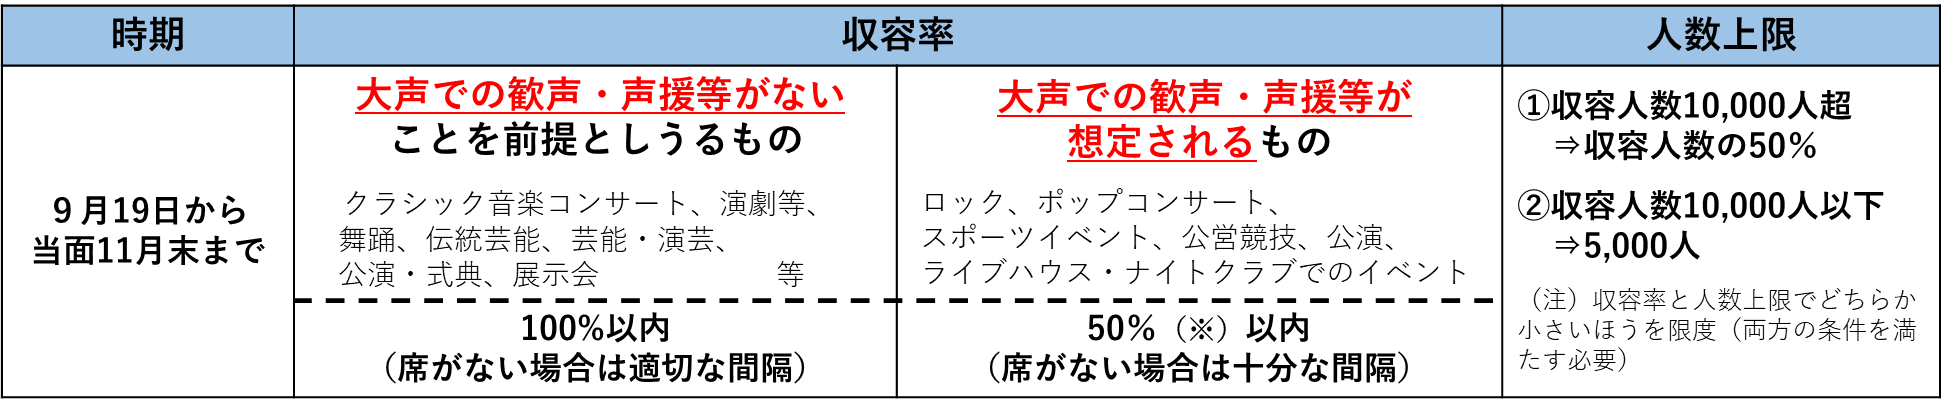 時期
収容率
人数上限
９月19日から
当面11月末まで
大声での歓声・声援等がない
ことを前提としうるもの
クラシック音楽コンサート、演劇等、
舞踊、伝統芸能、芸能・演芸、
公演・式典、展示会　　　　　　等
100%以内
（席がない場合は適切な間隔）
大声での歓声・声援等が
想定されるもの
ロック、ポップコンサート、
スポーツイベント、公営競技、公演、
ライブハウス・ナイトクラブでのイベント
50%（※）以内
（席がない場合は十分な間隔）
①収容人数10,000人超
⇒収容人数の50％
②収容人数10,000人以下
⇒5,000人
（注）収容率と人数上限でどちらか
小さいほうを限度（両方の条件を満
たす必要）